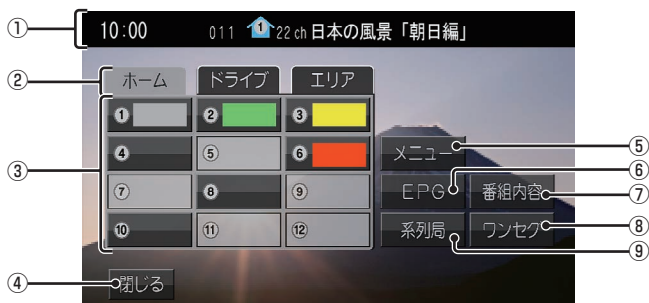 ① 10:00 011 1 22 ch 日本の風景「朝日編」
② ホーム ドライブ エリア
① ② ③
④ ⑤ ⑥ メニュー ⑤
③ ⑦ ⑧ ⑨ EPG ⑥ 番組内容 ⑦
⑩ ⑪ ⑫ 系列局 ⑨ ワンセグ ⑧
④ 閉じる